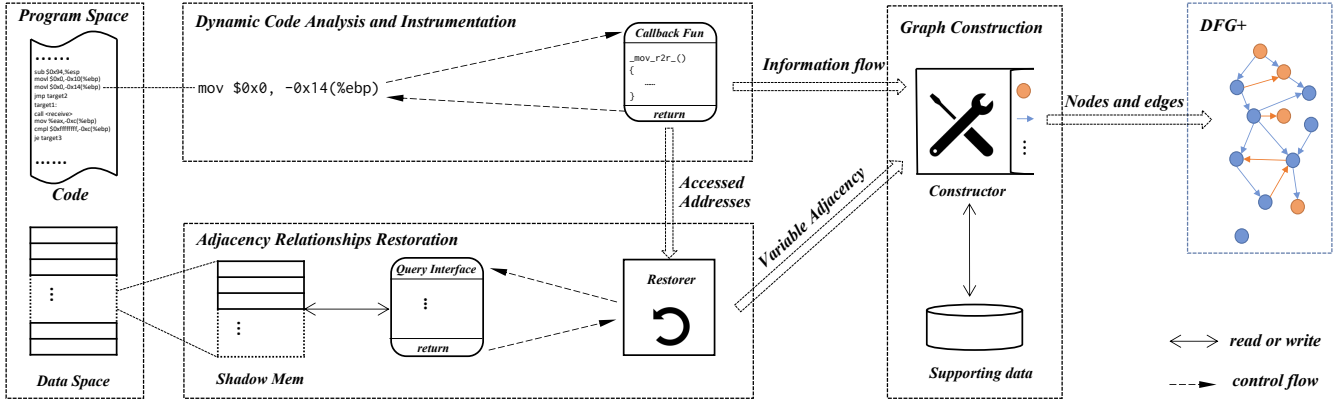 Program Space
......
sub $0x94,%esp
movl $0x0,-0x10(%ebp)
movl $0x0,-0x14(%ebp)
jmp target2
target1:
call <receive>
mov %eax,-0xc(%ebp)
cmpl $0xffffffff,-0xc(%ebp)
je target3
......
Code
Data Space
Dynamic Code Analysis and Instrumentation
mov $0x0, -0x14(%ebp)
Callback Fun
_mov_r2r_()
{
......
}
return
Accessed
Addresses
Adjacency Relationships Restoration
Shadow Mem
Query Interface
return
Restorer
Information flow
Variable Adjacency
Graph Construction
Constructor
Supporting data
Nodes and edges
DFG+
read or write
control flow